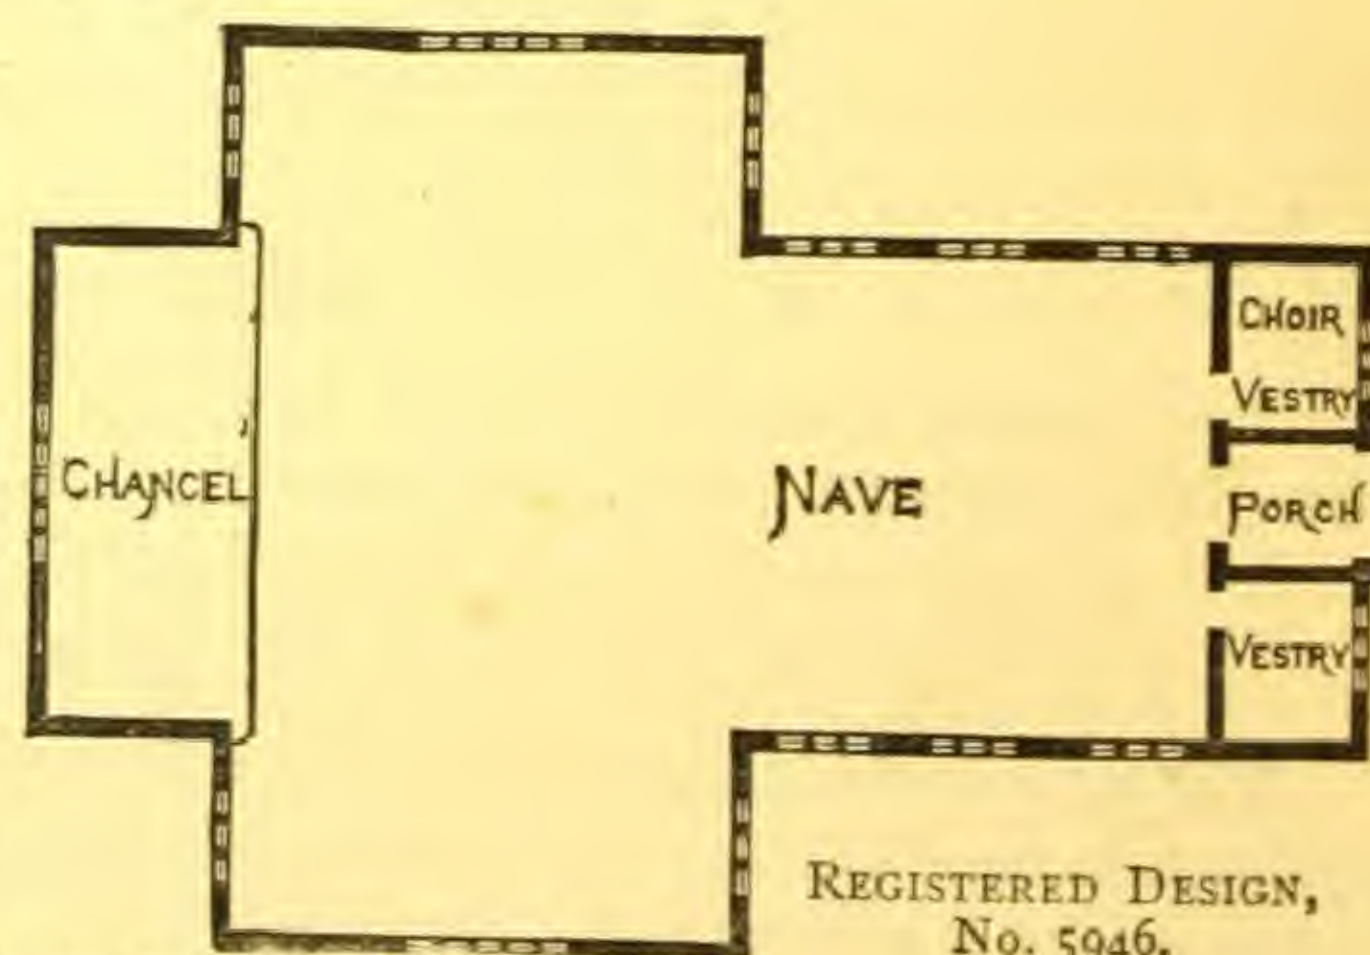 CHOIR
VESTRY
CHANCEL
NAVE
PORCH
VESTRY
REGISTERED DESIGN,
No. 5946.